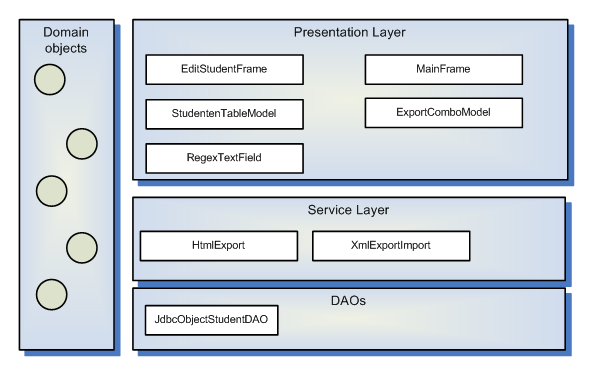 Domain
objects
Presentation Layer
EditStudentFrame
MainFrame
StudentenTableModel
ExportComboModel
RegexTextField
Service Layer
HtmlExport
XmlExportImport
DAOs
JdbcObjectStudentDAO